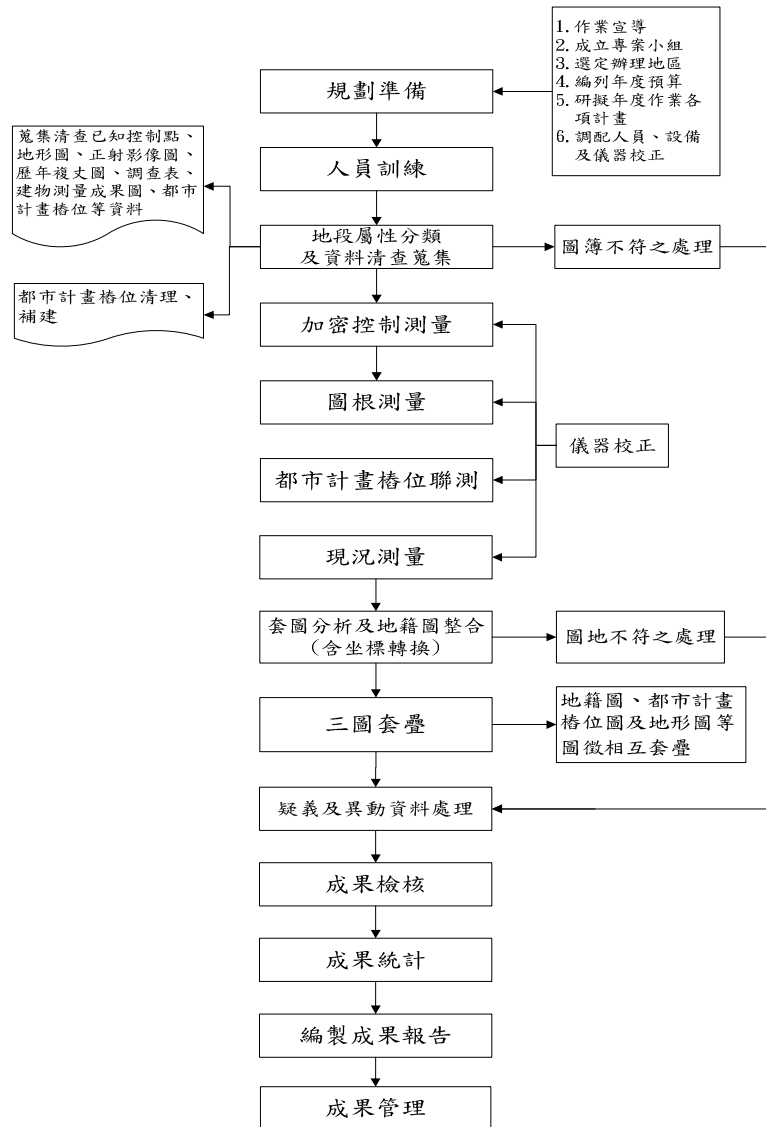 1. 作業宣導
2. 成立專案小組
3. 選定辦理地區
4. 編列年度預算
5. 研擬年度作業各
項計畫
6. 調配人員、設備
及儀器校正
規劃準備
人員訓練
蒐集清查已知控制點、
地形圖、正射影像圖、
歷年複丈圖、調查表、
建物測量成果圖、都市
計畫樁位等資料
地段屬性分類
及資料清查蒐集
圖簿不符之處理
都市計畫樁位清理、
補建
加密控制測量
圖根測量
儀器校正
都市計畫樁位聯測
現況測量
套圖分析及地籍圖整合
（含坐標轉換）
圖地不符之處理
三圖套疊
地籍圖、都市計畫
樁位圖及地形圖等
圖徵相互套疊
疑義及異動資料處理
成果檢核
成果統計
編製成果報告
成果管理